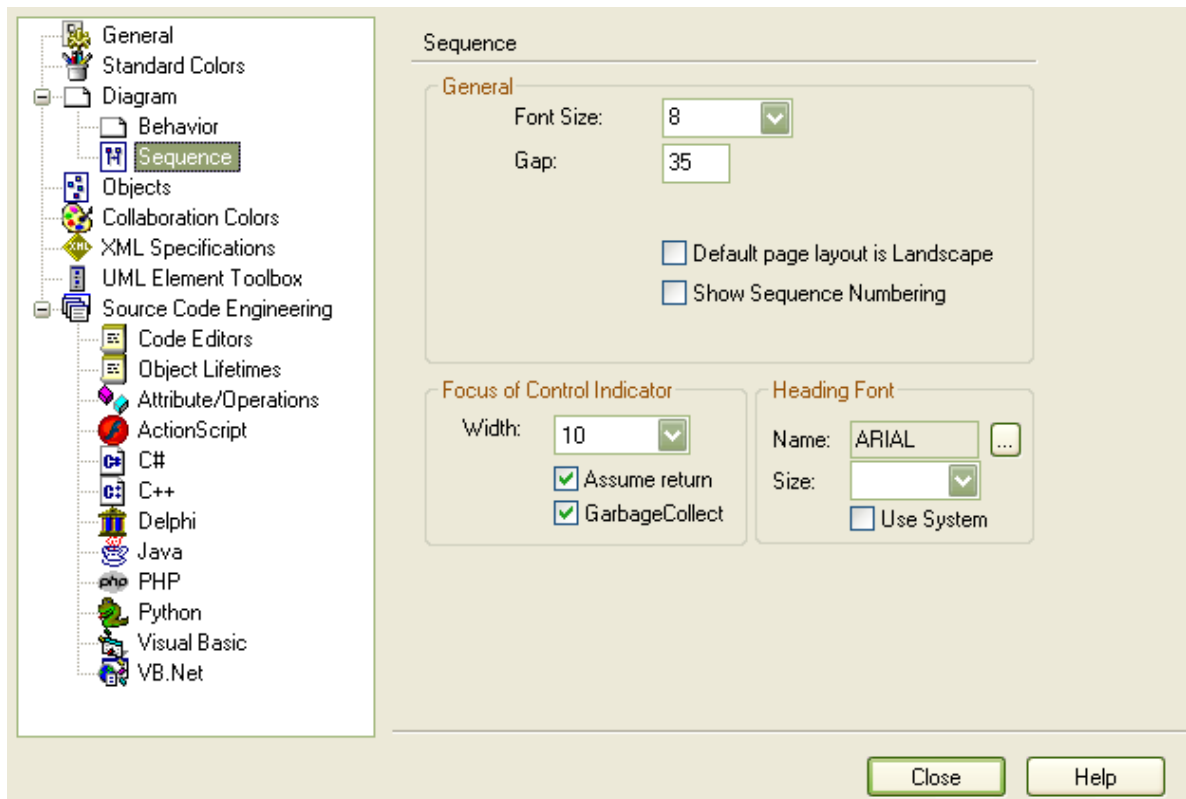 General
Standard Colors
Diagram
Behavior
Sequence
Objects
Collaboration Colors
XML Specifications
UML Element Toolbox
Source Code Engineering
Code Editors
Object Lifetimes
Attribute/Operations
ActionScript
C#
C++
Delphi
Java
php PHP
Python
Visual Basic
VB.Net
Sequence
General
Font Size: 8
Gap: 35
Default page layout is Landscape
Show Sequence Numbering
Focus of Control Indicator
Width: 10
Assume return
GarbageCollect
Heading Font
Name: ARIAL ...
Size:
Use System
Close Help